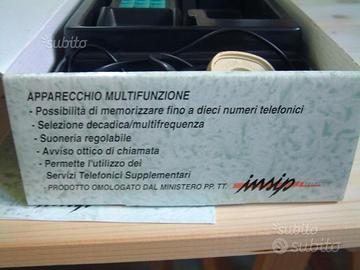 subito
APPARECCHIO MULTIFUNZIONE
- Possibilità di memorizzare fino a dieci numeri telefonici
- Selezione decadica/multifrequenza
- Suoneria regolabile
- Avviso ottico di chiamata
- Permette l'utilizzo dei
Servizi Telefonici Supplementari
- PRODOTTO OMOLOGATO DAL MINISTERO PP. TT.
insip
subito
subito